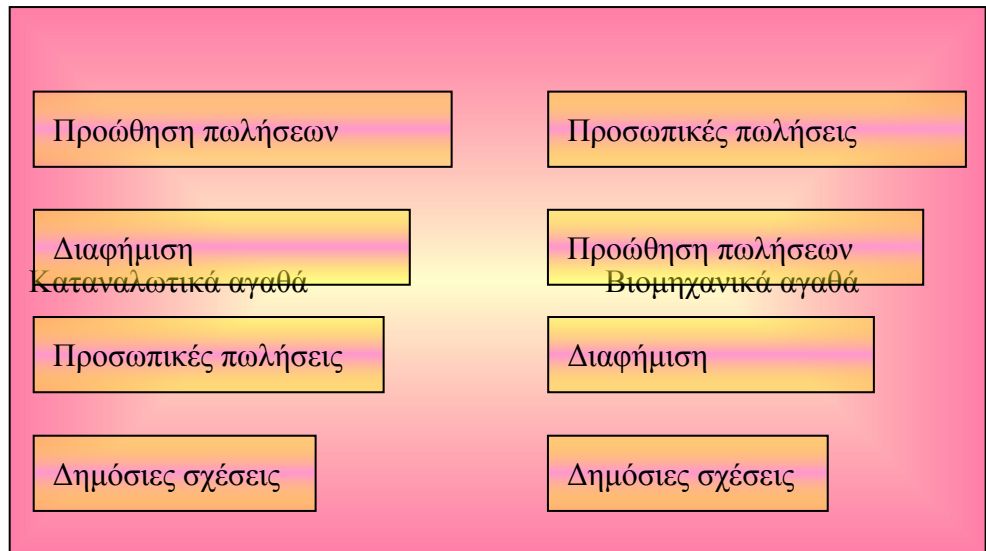 Προώθηση πωλήσεων
Προσωπικές πωλήσεις
Διαφήμιση
Προώθηση πωλήσεων
Καταναλωτικά αγαθά
Βιομηχανικά αγαθά
Προσωπικές πωλήσεις
Διαφήμιση
Δημόσιες σχέσεις
Δημόσιες σχέσεις